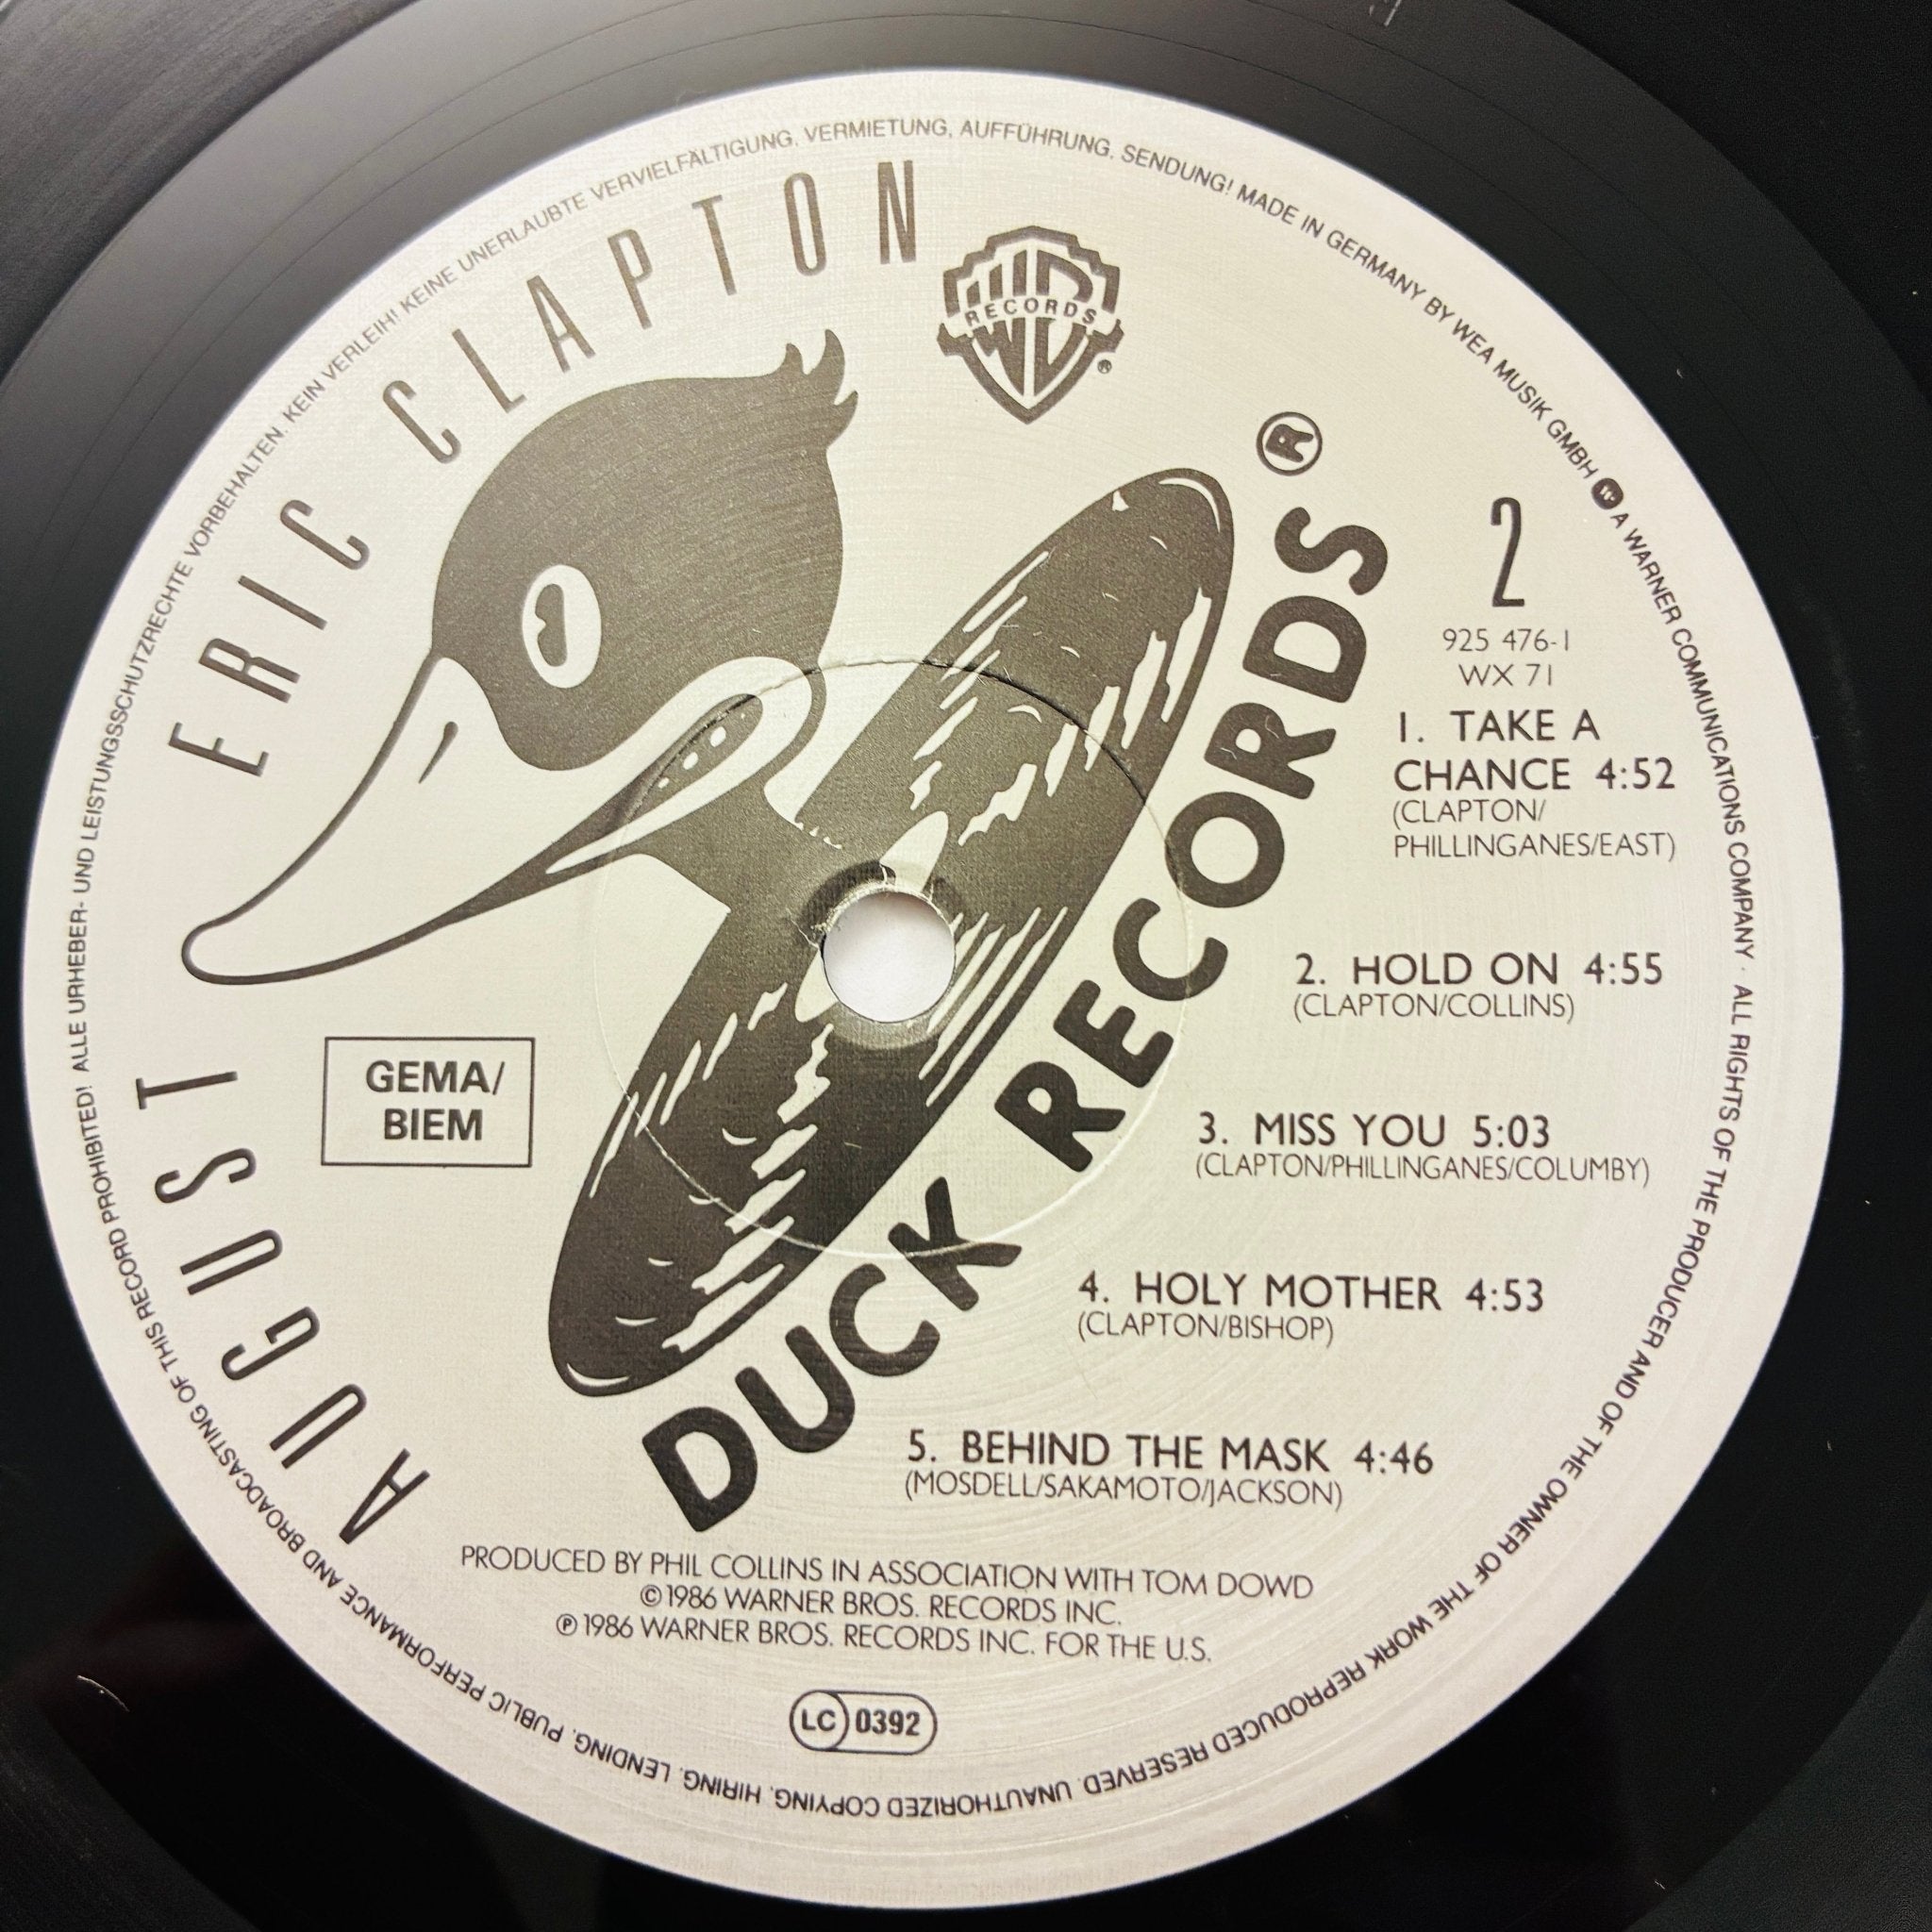 ALLE URHEBER- UND LEISTUNGSSCHUTZRECHTE VORBEHALTEN. KEIN VERLEIH! KEINE UNERLAUBTE VERVIELFÄLTIGUNG, VERMIETUNG, AUFFÜHRUNG, SENDUNG! MADE IN GERMANY BY WEA MUSIK GMBH W A WARNER COMMUNICATIONS COMPANY · ALL RIGHTS OF THE PRODUCER AND OF THE OWNER OF THE WORK REPRODUCED RESERVED. UNAUTHORIZED COPYING, HIRING, LENDING, PUBLIC PERFORMANCE AND BROADCASTING OF THIS RECORD PROHIBITED!
ERIC CLAPTON
AUGUST
WB
RECORDS
®
DUCK RECORDS®
GEMA/
BIEM
2
925 476-1
WX 71
1. TAKE A
CHANCE 4:52
(CLAPTON/
PHILLINGANES/EAST)
2. HOLD ON 4:55
(CLAPTON/COLLINS)
3. MISS YOU 5:03
(CLAPTON/PHILLINGANES/COLUMBY)
4. HOLY MOTHER 4:53
(CLAPTON/BISHOP)
5. BEHIND THE MASK 4:46
(MOSDELL/SAKAMOTO/JACKSON)
PRODUCED BY PHIL COLLINS IN ASSOCIATION WITH TOM DOWD
© 1986 WARNER BROS. RECORDS INC.
℗ 1986 WARNER BROS. RECORDS INC. FOR THE U.S.
LC 0392